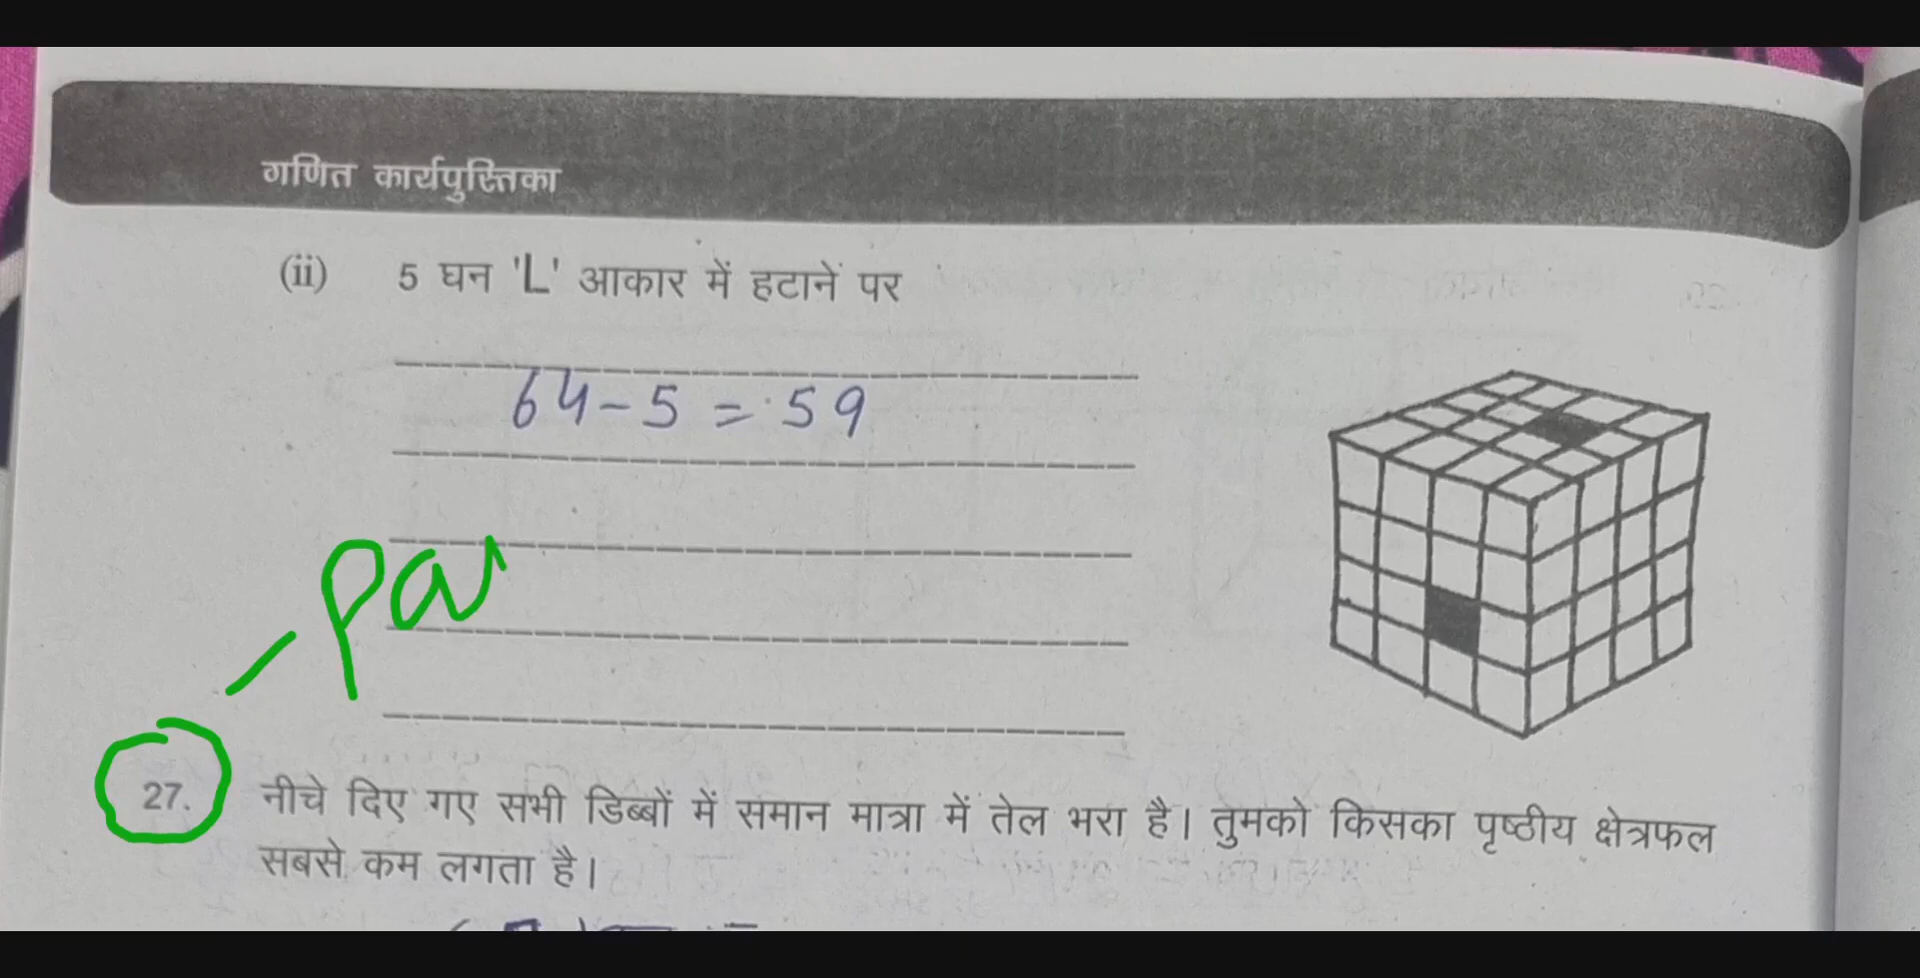 गणित कार्यपुस्तिका
(ii) 5 घन 'L' आकार में हटानें पर
64-5 = 59
Par
27. नीचे दिए गए सभी डिब्बों में समान मात्रा में तेल भरा है। तुमको किसका पृष्ठीय क्षेत्रफल
सबसे कम लगता है।